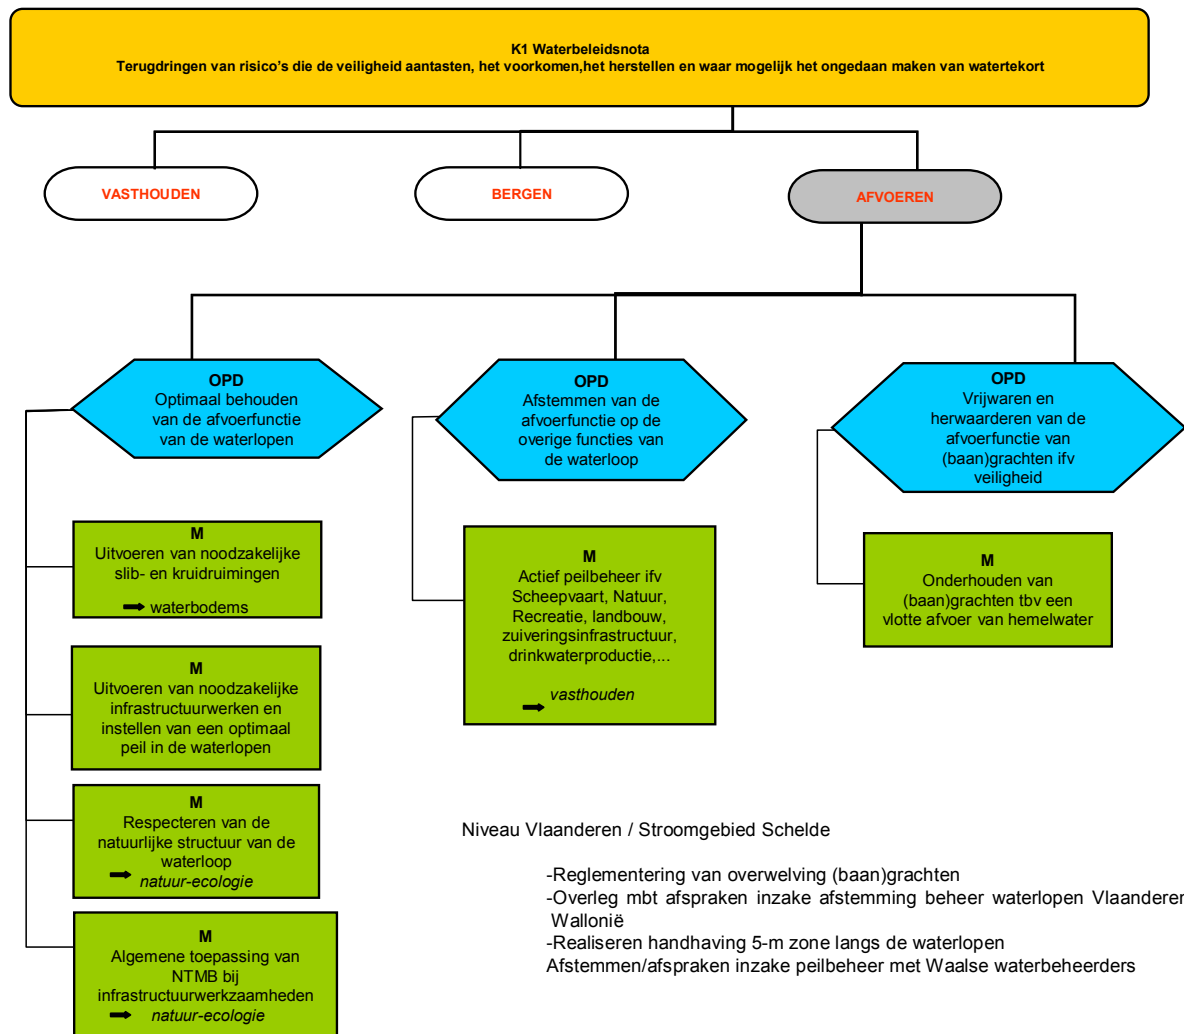 K1 Waterbeleidsnota
Terugdringen van risico's die de veiligheid aantasten, het voorkomen,het herstellen en waar mogelijk het ongedaan maken van watertekort
VASTHOUDEN
BERGEN
AFVOEREN
OPD
Optimaal behouden
van de afvoerfunctie
van de waterlopen
OPD
Afstemmen van de
afvoerfunctie op de
overige functies van
de waterloop
OPD
Vrijwaren en
herwaarderen van de
afvoerfunctie van
(baan)grachten ifv
veiligheid
M
Uitvoeren van noodzakelijke
slib- en kruidruimingen
➡ waterbodems
M
Uitvoeren van noodzakelijke
infrastructuurwerken en
instellen van een optimaal
peil in de waterlopen
M
Respecteren van de
natuurlijke structuur van de
waterloop
➡ natuur-ecologie
M
Algemene toepassing van
NTMB bij
infrastructuurwerkzaamheden
➡ natuur-ecologie
M
Actief peilbeheer ifv
Scheepvaart, Natuur,
Recreatie, landbouw,
zuiveringsinfrastructuur,
drinkwaterproductie,...
➡ vasthouden
M
Onderhouden van
(baan)grachten tbv een
vlotte afvoer van hemelwater
Niveau Vlaanderen / Stroomgebied Schelde
-Reglementering van overwelving (baan)grachten
-Overleg mbt afspraken inzake afstemming beheer waterlopen Vlaanderen
Wallonië
-Realiseren handhaving 5-m zone langs de waterlopen
Afstemmen/afspraken inzake peilbeheer met Waalse waterbeheerders